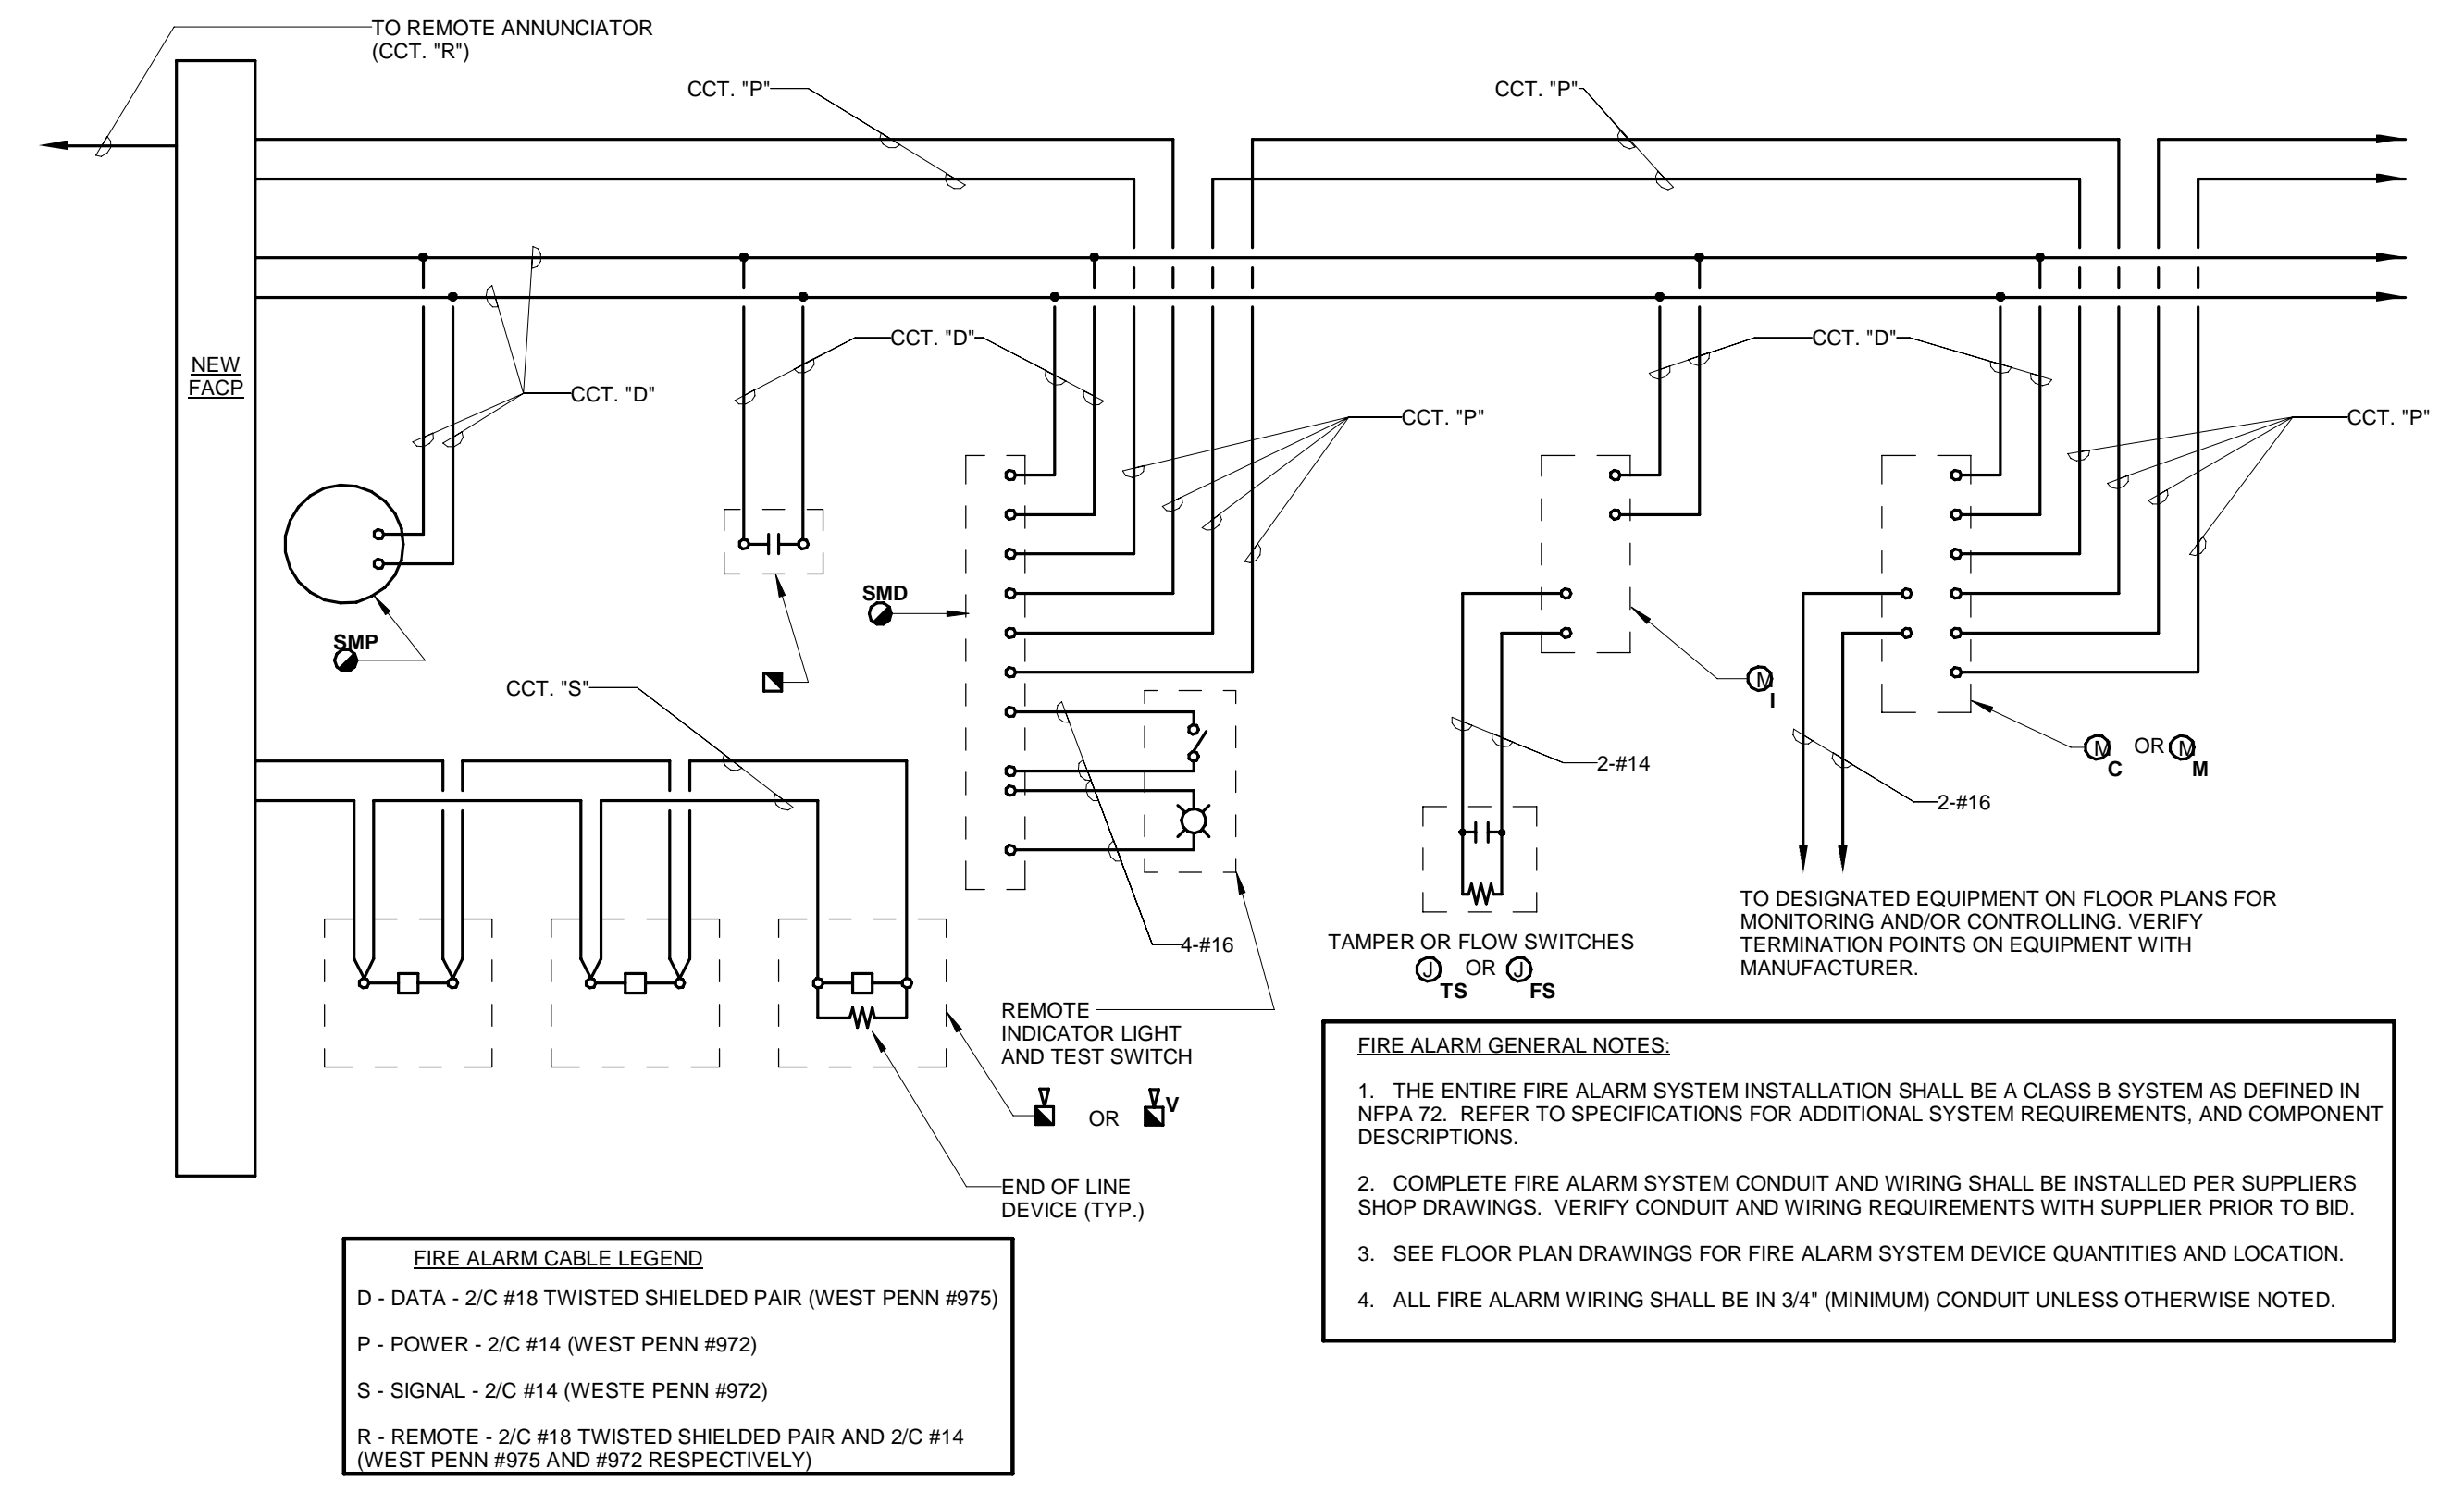 TO REMOTE ANNUNCIATOR
(CCT. "R")
CCT. "P"
CCT. "P"
NEW
FACP
CCT. "D"
CCT. "D"
CCT. "D"
CCT. "P"
CCT. "P"
SMP
SMD
CCT. "S"
M
I
2-#14
M
C
OR
M
M
2-#16
4-#16
TO DESIGNATED EQUIPMENT ON FLOOR PLANS FOR
MONITORING AND/OR CONTROLLING. VERIFY
TERMINATION POINTS ON EQUIPMENT WITH
MANUFACTURER.
TAMPER OR FLOW SWITCHES
J
TS
OR
J
FS
REMOTE
INDICATOR LIGHT
AND TEST SWITCH
OR
V
END OF LINE
DEVICE (TYP.)
FIRE ALARM CABLE LEGEND
D - DATA - 2/C #18 TWISTED SHIELDED PAIR (WEST PENN #975)
P - POWER - 2/C #14 (WEST PENN #972)
S - SIGNAL - 2/C #14 (WESTE PENN #972)
R - REMOTE - 2/C #18 TWISTED SHIELDED PAIR AND 2/C #14
(WEST PENN #975 AND #972 RESPECTIVELY)
FIRE ALARM GENERAL NOTES:
1. THE ENTIRE FIRE ALARM SYSTEM INSTALLATION SHALL BE A CLASS B SYSTEM AS DEFINED IN
NFPA 72. REFER TO SPECIFICATIONS FOR ADDITIONAL SYSTEM REQUIREMENTS, AND COMPONENT
DESCRIPTIONS.
2. COMPLETE FIRE ALARM SYSTEM CONDUIT AND WIRING SHALL BE INSTALLED PER SUPPLIERS
SHOP DRAWINGS. VERIFY CONDUIT AND WIRING REQUIREMENTS WITH SUPPLIER PRIOR TO BID.
3. SEE FLOOR PLAN DRAWINGS FOR FIRE ALARM SYSTEM DEVICE QUANTITIES AND LOCATION.
4. ALL FIRE ALARM WIRING SHALL BE IN 3/4" (MINIMUM) CONDUIT UNLESS OTHERWISE NOTED.